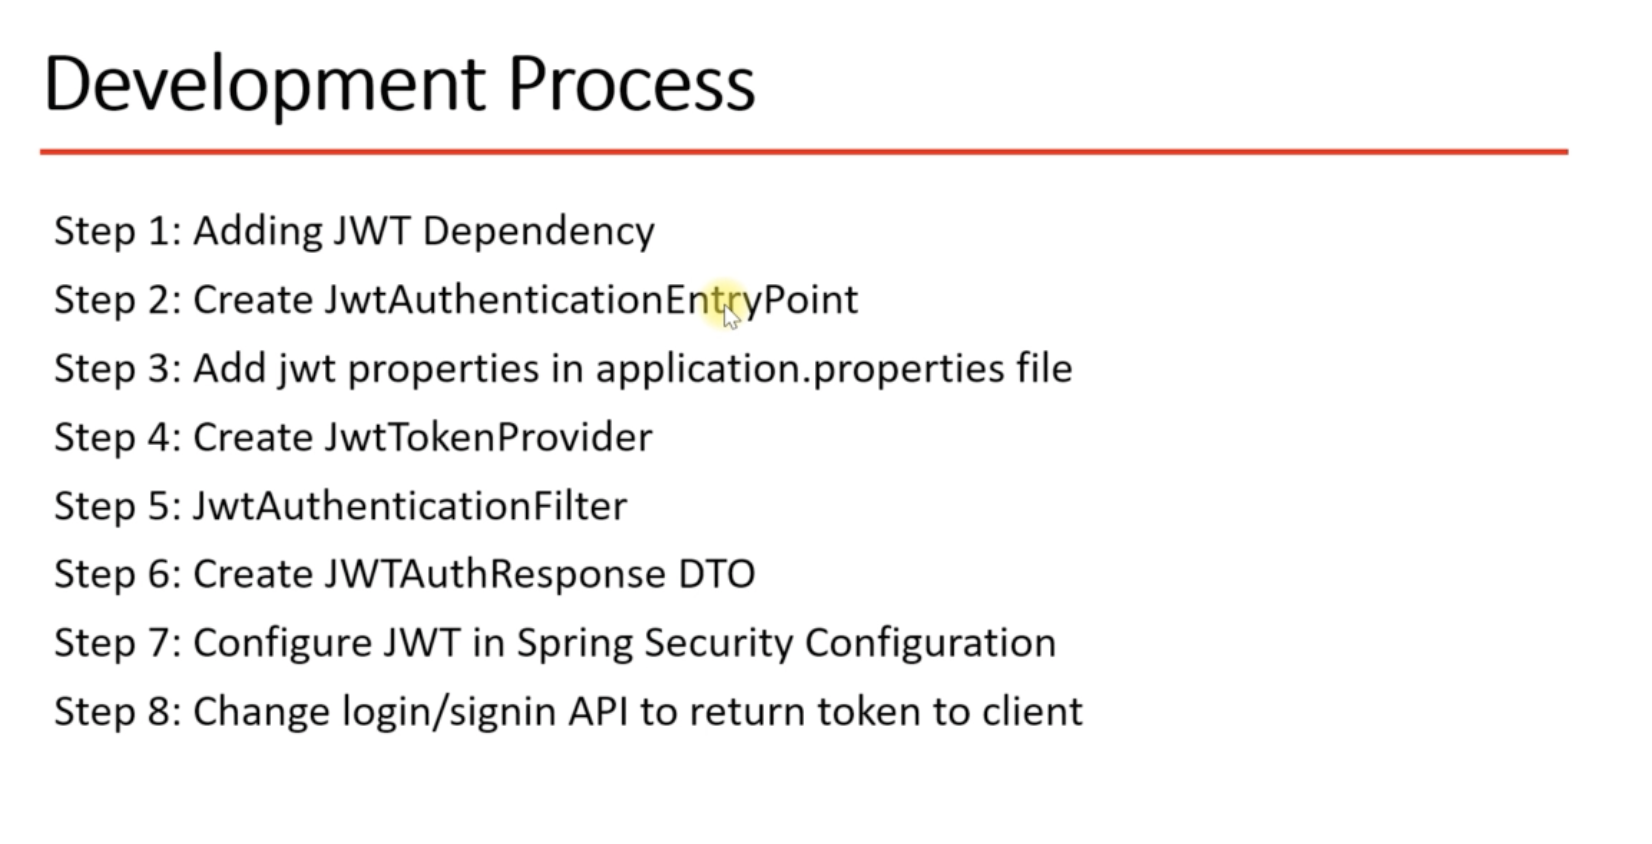 Development Process
Step 1: Adding JWT Dependency
Step 2: Create JwtAuthenticationEntryPoint
Step 3: Add jwt properties in application.properties file
Step 4: Create JwtTokenProvider
Step 5: JwtAuthenticationFilter
Step 6: Create JWTAuthResponse DTO
Step 7: Configure JWT in Spring Security Configuration
Step 8: Change login/signin API to return token to client